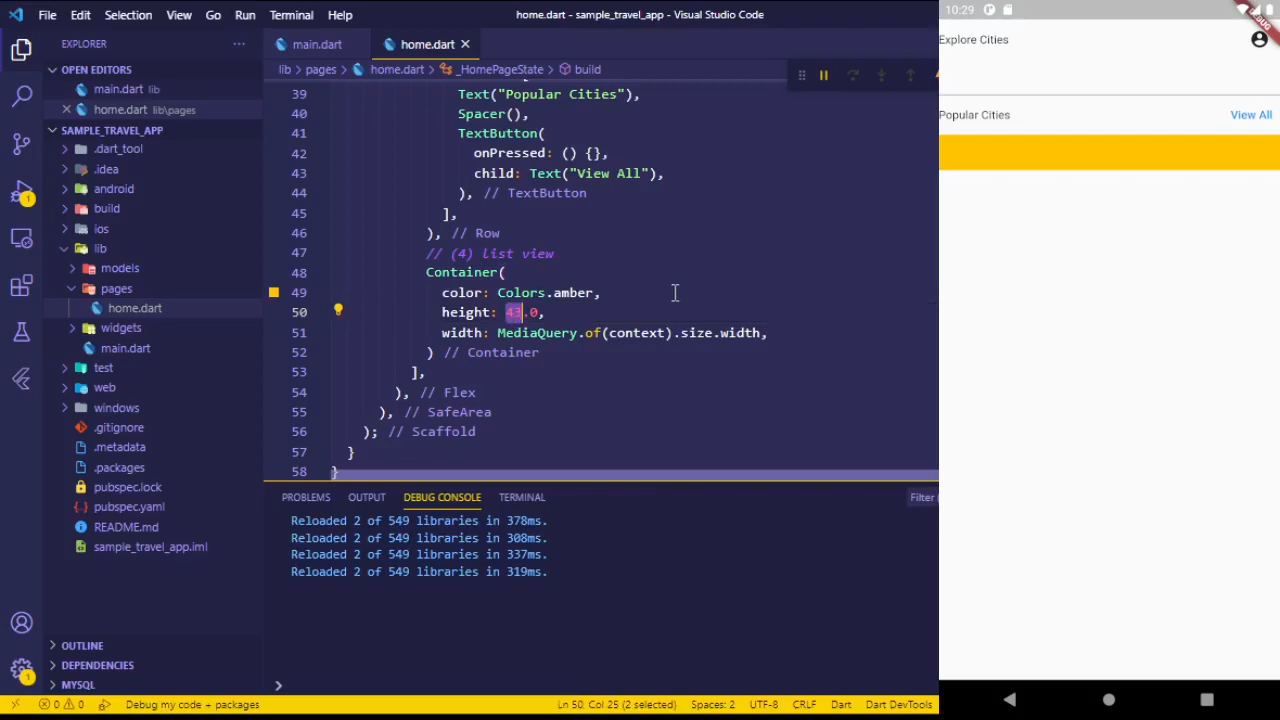 File Edit Selection View Go Run Terminal Help
home.dart - sample_travel_app - Visual Studio Code
EXPLORER
OPEN EDITORS
main.dart lib
home.dart lib\pages
SAMPLE_TRAVEL_APP
.dart_tool
.idea
android
build
ios
lib
models
pages
home.dart
widgets
main.dart
test
web
windows
.gitignore
.metadata
.packages
pubspec.lock
pubspec.yaml
README.md
sample_travel_app.iml
OUTLINE
DEPENDENCIES
MYSQL
1
1
main.dart
home.dart
lib > pages > home.dart > _HomePageState > build
39
40
41
42
43
44
45
46
47
48
49
50
51
52
53
54
55
56
57
58
Text("Popular Cities"),
Spacer(),
TextButton(
onPressed: () {},
child: Text("View All"),
), // TextButton
],
), // Row
// (4) list view
Container(
color: Colors.amber,
height: 43.0,
width: MediaQuery.of(context).size.width,
) // Container
],
), // Flex
), // SafeArea
); // Scaffold
}
}
PROBLEMS OUTPUT DEBUG CONSOLE TERMINAL
Filter
Reloaded 2 of 549 libraries in 378ms.
Reloaded 2 of 549 libraries in 308ms.
Reloaded 2 of 549 libraries in 337ms.
Reloaded 2 of 549 libraries in 319ms.
0 0 Debug my code + packages
Ln 50, Col 25 (2 selected) Spaces: 2 UTF-8 CRLF Dart Dart DevTools
10:29
DEBUG
Explore Cities
Popular Cities
View All